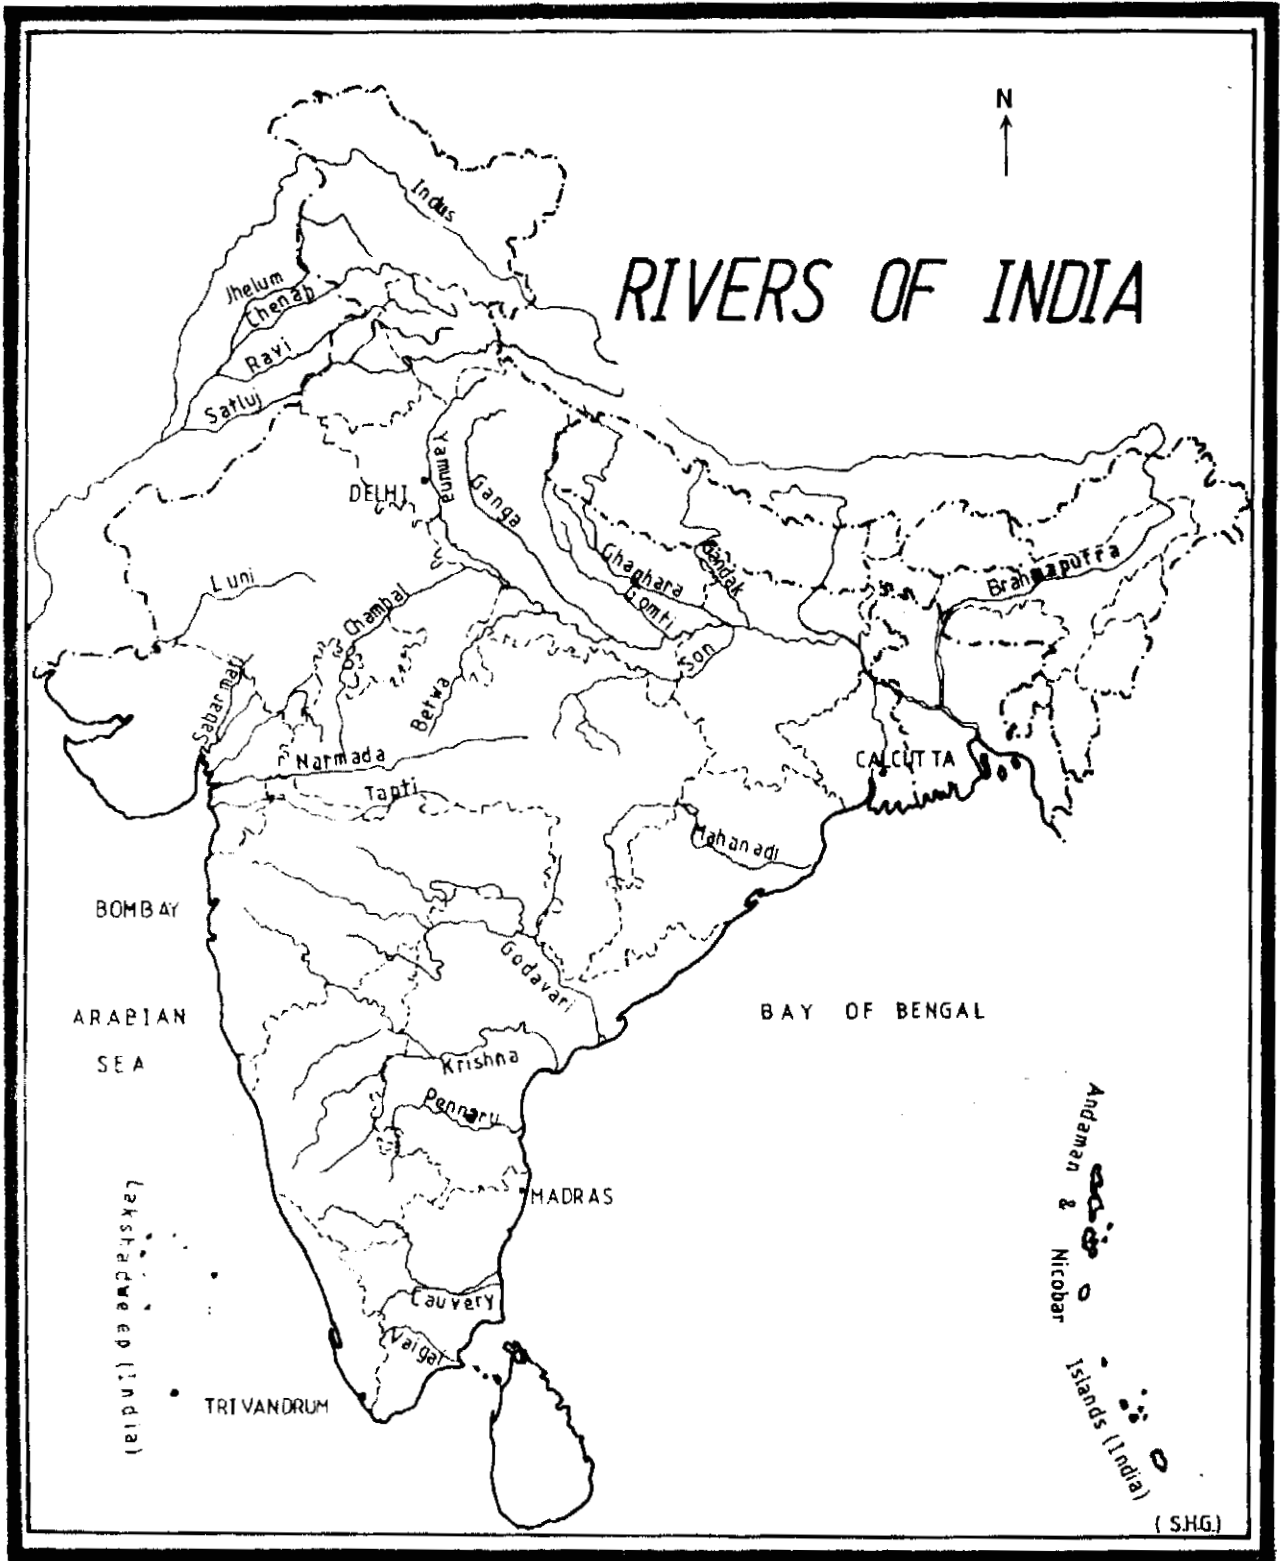 N
RIVERS OF INDIA
Indus
Jhelum
Chenab
Ravi
Satluj
Yamuna
DELHI
Ganga
Ghaghara
Gandak
Gomti
Brahmaputra
Luni
Chambal
Son
Sabarmati
Betwa
Narmada
CALCUTTA
Tapti
Mahanadi
BOMBAY
Godavari
ARABIAN
SEA
BAY OF BENGAL
Krishna
Pennaru
Andaman & Nicobar Islands (India)
MADRAS
Lakshadweep (India)
Cauvery
Vaigai
TRIVANDRUM
( S.H.G.)